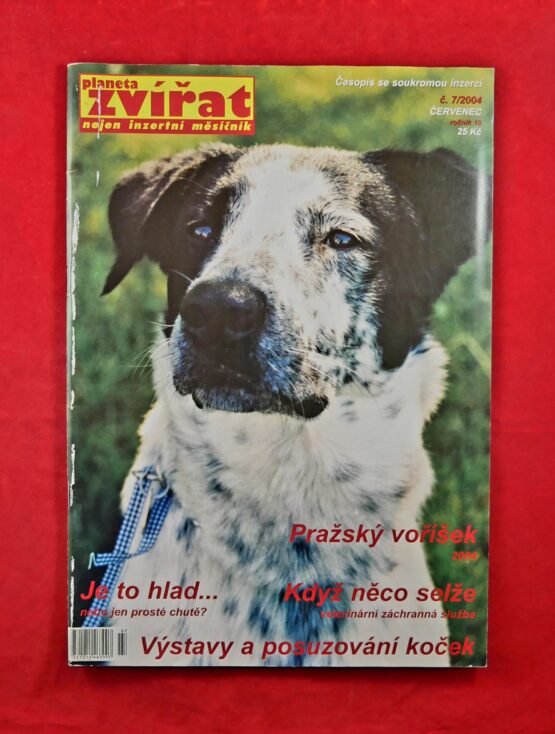 planeta
zvířat
nejen inzertní měsíčník
Časopis se soukromou inzercí
č. 7/2004
ČERVENEC
ročník 10
25 Kč
Pražský voříšek
Je to hlad...
nebo jen prosté chutě?
Když něco selže
veterinární záchranná služba
Výstavy a posuzování koček